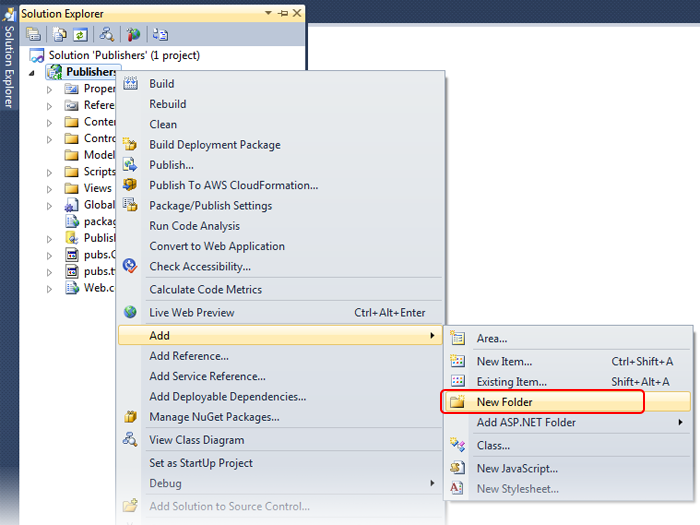 Solution Explorer
Solution Explorer
Solution 'Publishers' (1 project)
Publishers
Proper
Refere
Conten
Contro
Model
Scripts
Views
Global
packag
Publish
pubs.C
pubs.t
Web.c
Build
Rebuild
Clean
Build Deployment Package
Publish...
Publish To AWS CloudFormation...
Package/Publish Settings
Run Code Analysis
Convert to Web Application
Check Accessibility...
Calculate Code Metrics
Live Web Preview Ctrl+Alt+Enter
Add
Add Reference...
Add Service Reference...
Add Deployable Dependencies...
Manage NuGet Packages...
View Class Diagram
Set as StartUp Project
Debug
Add Solution to Source Control...
Area...
New Item... Ctrl+Shift+A
Existing Item... Shift+Alt+A
New Folder
Add ASP.NET Folder
Class...
New JavaScript...
New Stylesheet...